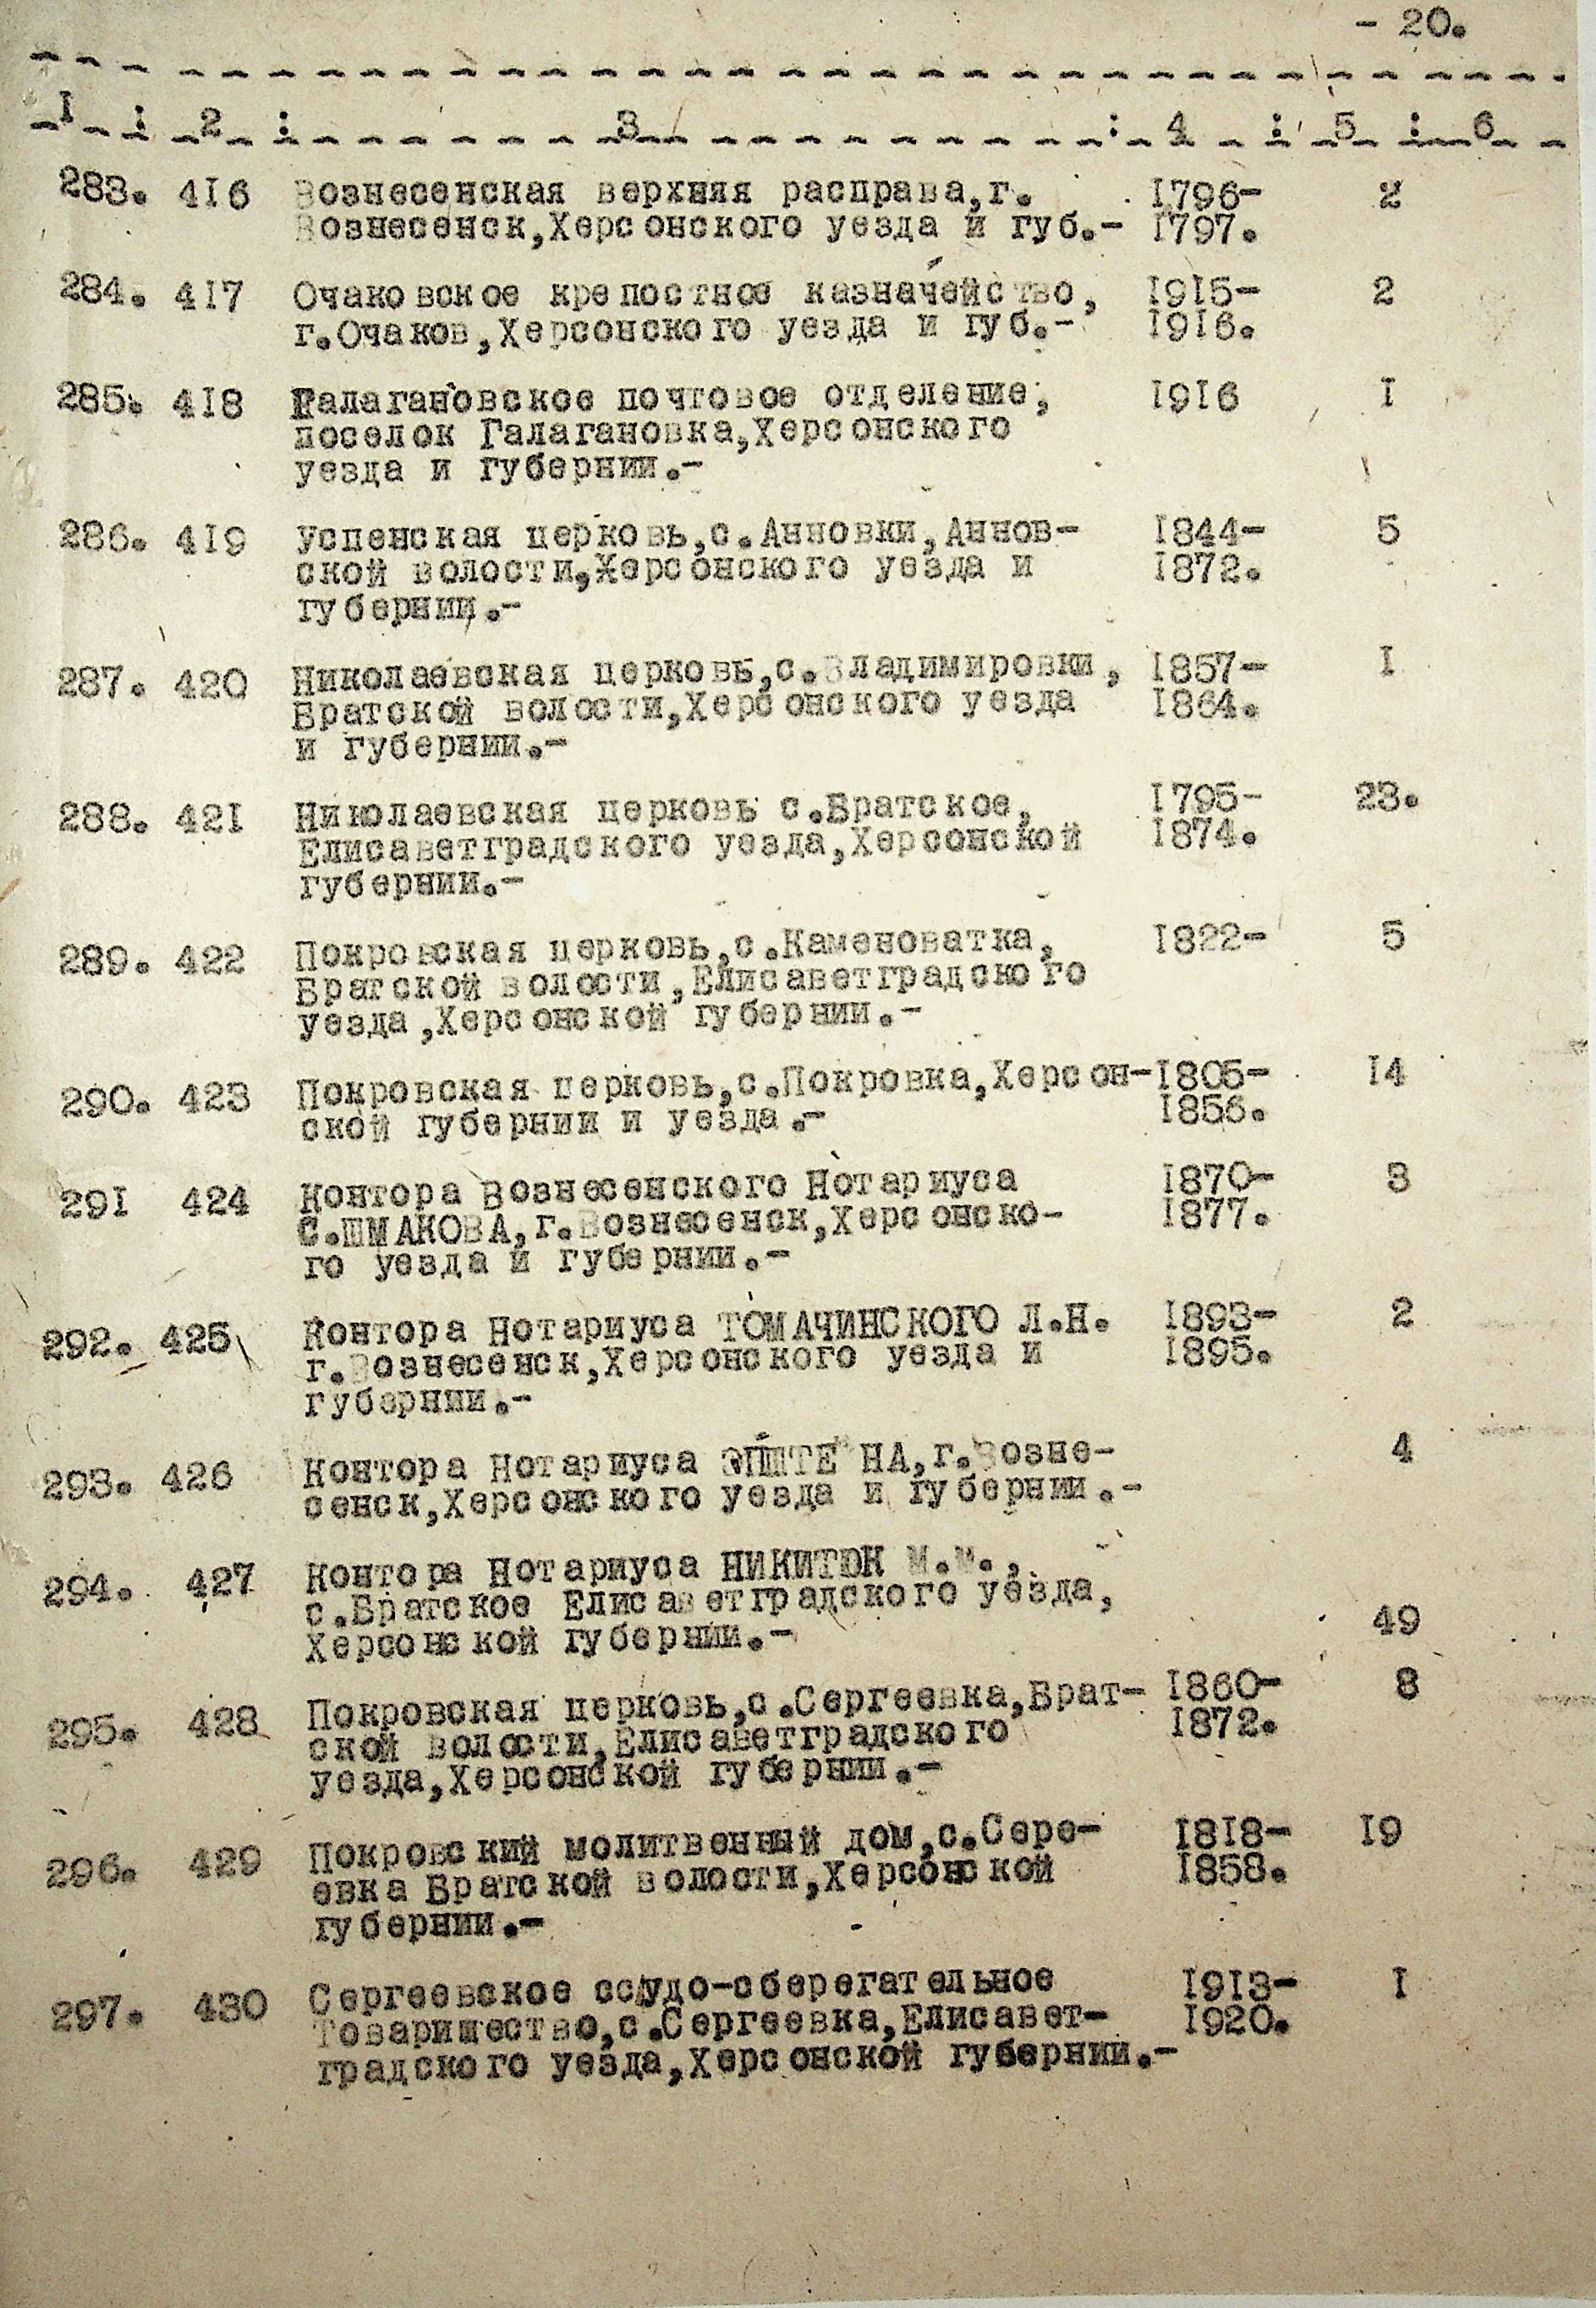 - 20.
I : 2 : 3 : 4 : 5 : 6
283. 416 Вознесенская верхняя расправа,г. 1796- 2
Вознесенск,Херсонского уезда и губ.- 1797.
284. 417 Очаковское крепостное казначейство, 1915- 2
г.Очаков,Херсонского уезда и губ.- 1916.
285. 418 Галагановское почтовое отделение, 1916 I
поселок Галагановка,Херсонского
уезда и губернии.-
286. 419 Успенская церковь,с.Анновки,Аннов- 1844- 5
ской волости,Херсонского уезда и 1872.
губернии.-
287. 420 Николаевская церковь,с.Владимировки, 1857- I
Братской волости,Херсонского уезда 1864.
и губернии.-
288. 421 Николаевская церковь с.Братское, 1795- 23.
Елисаветградского уезда,Херсонской 1874.
губернии.-
289. 422 Покровская церковь,с.Каменоватка, 1822- 5
Братской волости,Елисаветградского
уезда,Херсонской губернии.-
290. 423 Покровская церковь,с.Покровка,Херсон- 1805- 14
ской губернии и уезда.- 1856.
291 424 Контора Вознесенского Нотариуса 1870- 3
С.ШМАКОВА,г.Вознесенск,Херсонско- 1877.
го уезда и губернии.-
292. 425 Контора Нотариуса ТОМАЧИНСКОГО Л.Н. 1893- 2
г.Вознесенск,Херсонского уезда и 1895.
губернии.-
293. 426 Контора Нотариуса г.Возне- 4
сенск,Херсонского уезда и губернии.-
294. 427 Контора Нотариуса НИКИТЮК М.М.,
с.Братское Елисаветградского уезда,
Херсонской губернии.- 49
295. 428 Покровская церковь,с.Сергеевка,Брат- 1860- 8
ской волости,Елисаветградского 1872.
уезда,Херсонской губернии.-
296. 429 Покровский молитвенный дом,с.Серге- 1818- 19
евка Братской волости,Херсонской 1858.
губернии.-
297. 430 Сергеевское ссудо-сберегательное 1913- I
Товарищество,с.Сергеевка,Елисавет- 1920.
градского уезда,Херсонской губернии.-